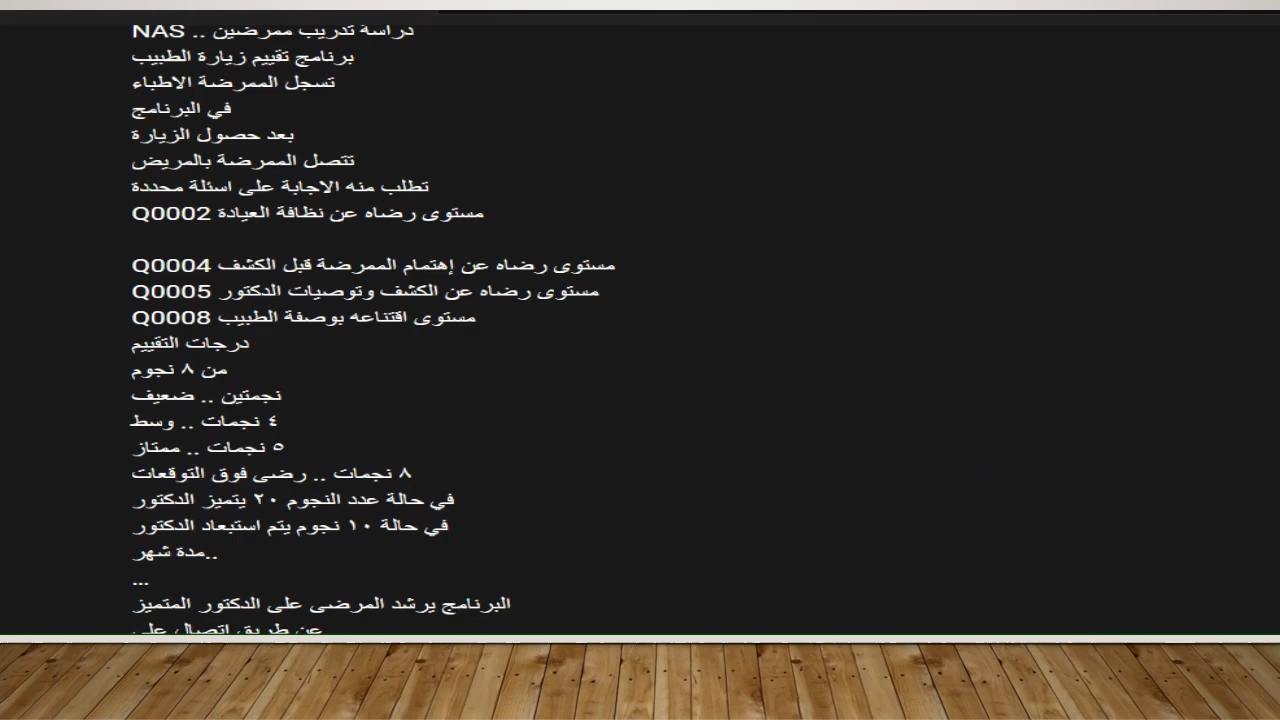 دراسة تدريب ممرضين .. NAS
برنامج تقييم زيارة الطبيب
تسجل الممرضة الاطباء
في البرنامج
بعد حصول الزيارة
تتصل الممرضة بالمريض
تطلب منه الاجابة على اسئلة محددة
مستوى رضاه عن نظافة العيادة Q0002
مستوى رضاه عن إهتمام الممرضة قبل الكشف Q0004
مستوى رضاه عن الكشف وتوصيات الدكتور Q0005
مستوى اقتناعه بوصفة الطبيب Q0008
درجات التقييم
من ٨ نجوم
نجمتين .. ضعيف
٤ نجمات .. وسط
٥ نجمات .. ممتاز
٨ نجمات .. رضى فوق التوقعات
في حالة عدد النجوم ٢٠ يتميز الدكتور
في حالة ١٠ نجوم يتم استبعاد الدكتور
..مدة شهر
...
البرنامج يرشد المرضى على الدكتور المتميز
عن طريق اتصال على